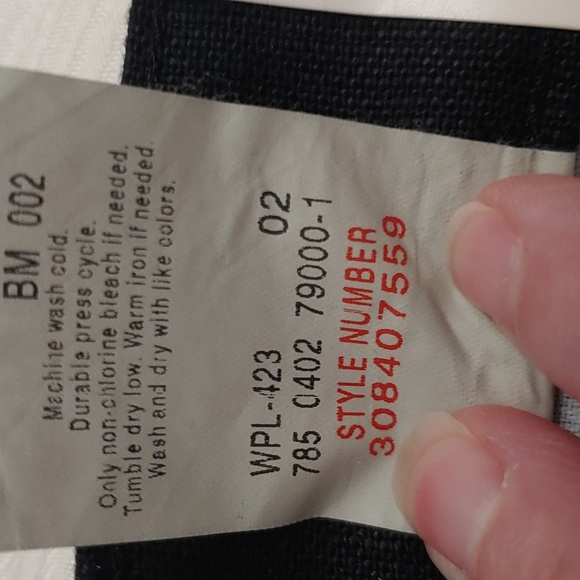 BM 002
Machine wash cold.
Durable press cycle.
Only non-chlorine bleach if needed.
Tumble dry low. Warm iron if needed.
Wash and dry with like colors.
WPL-423 02
785 0402 79000-1
STYLE NUMBER
308407559